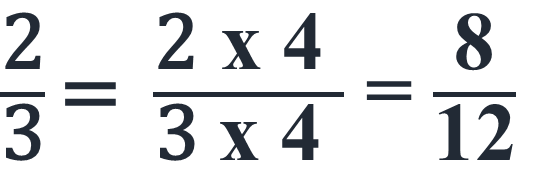 2/3 = 2 x 4/3 x 4 = 8/12